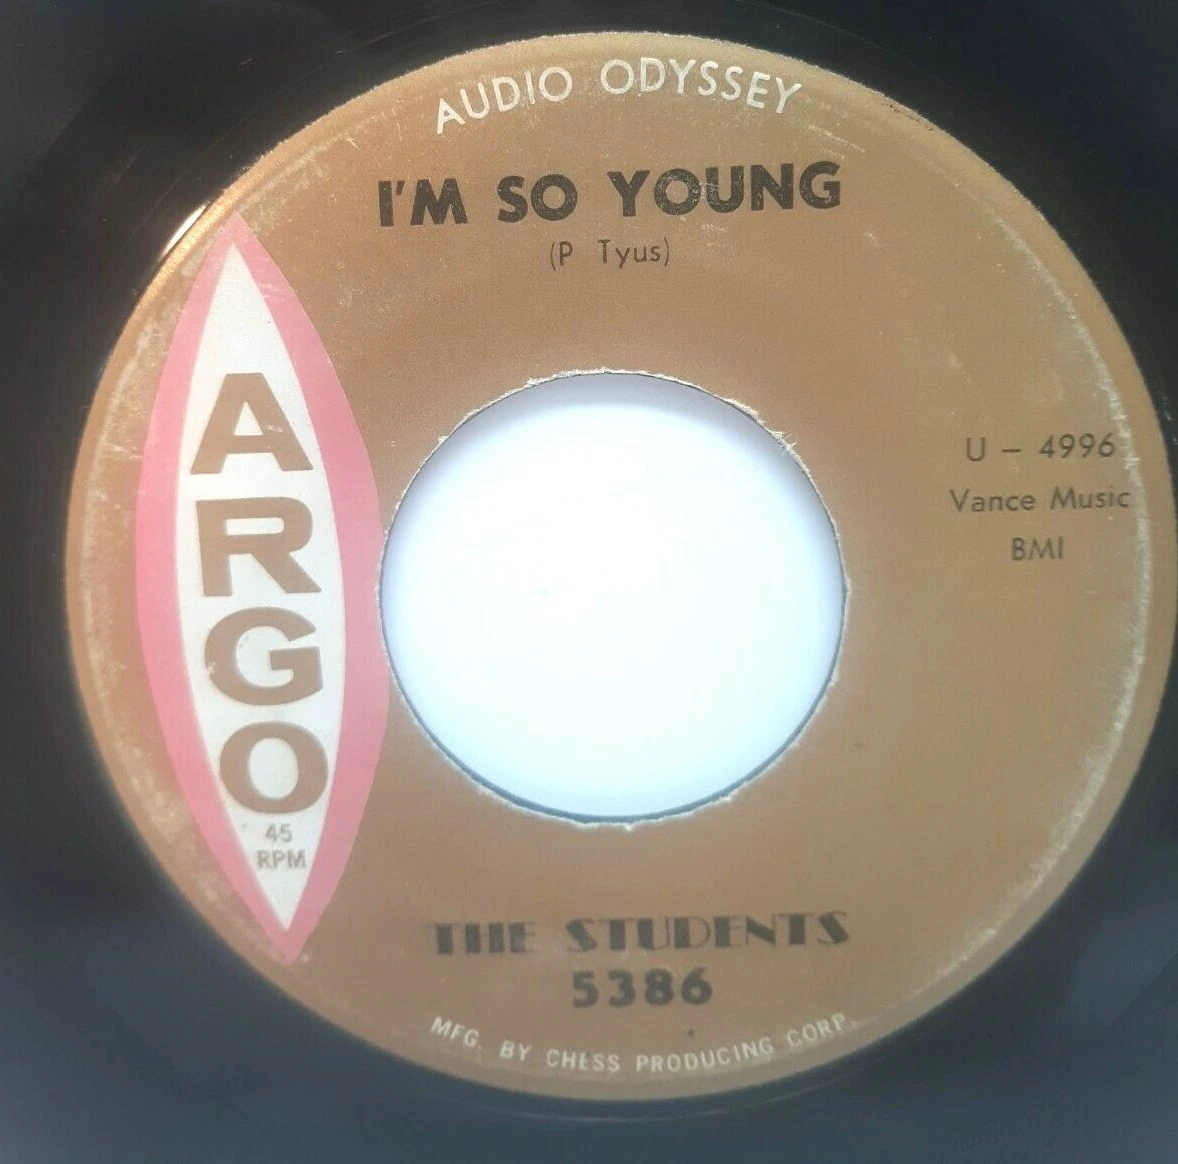 AUDIO ODYSSEY
I'M SO YOUNG
(P Tyus)
ARGO
45
RPM
U - 4996
Vance Music
BMI
THE STUDENTS
5386
MFG. BY CHESS PRODUCING CORP.